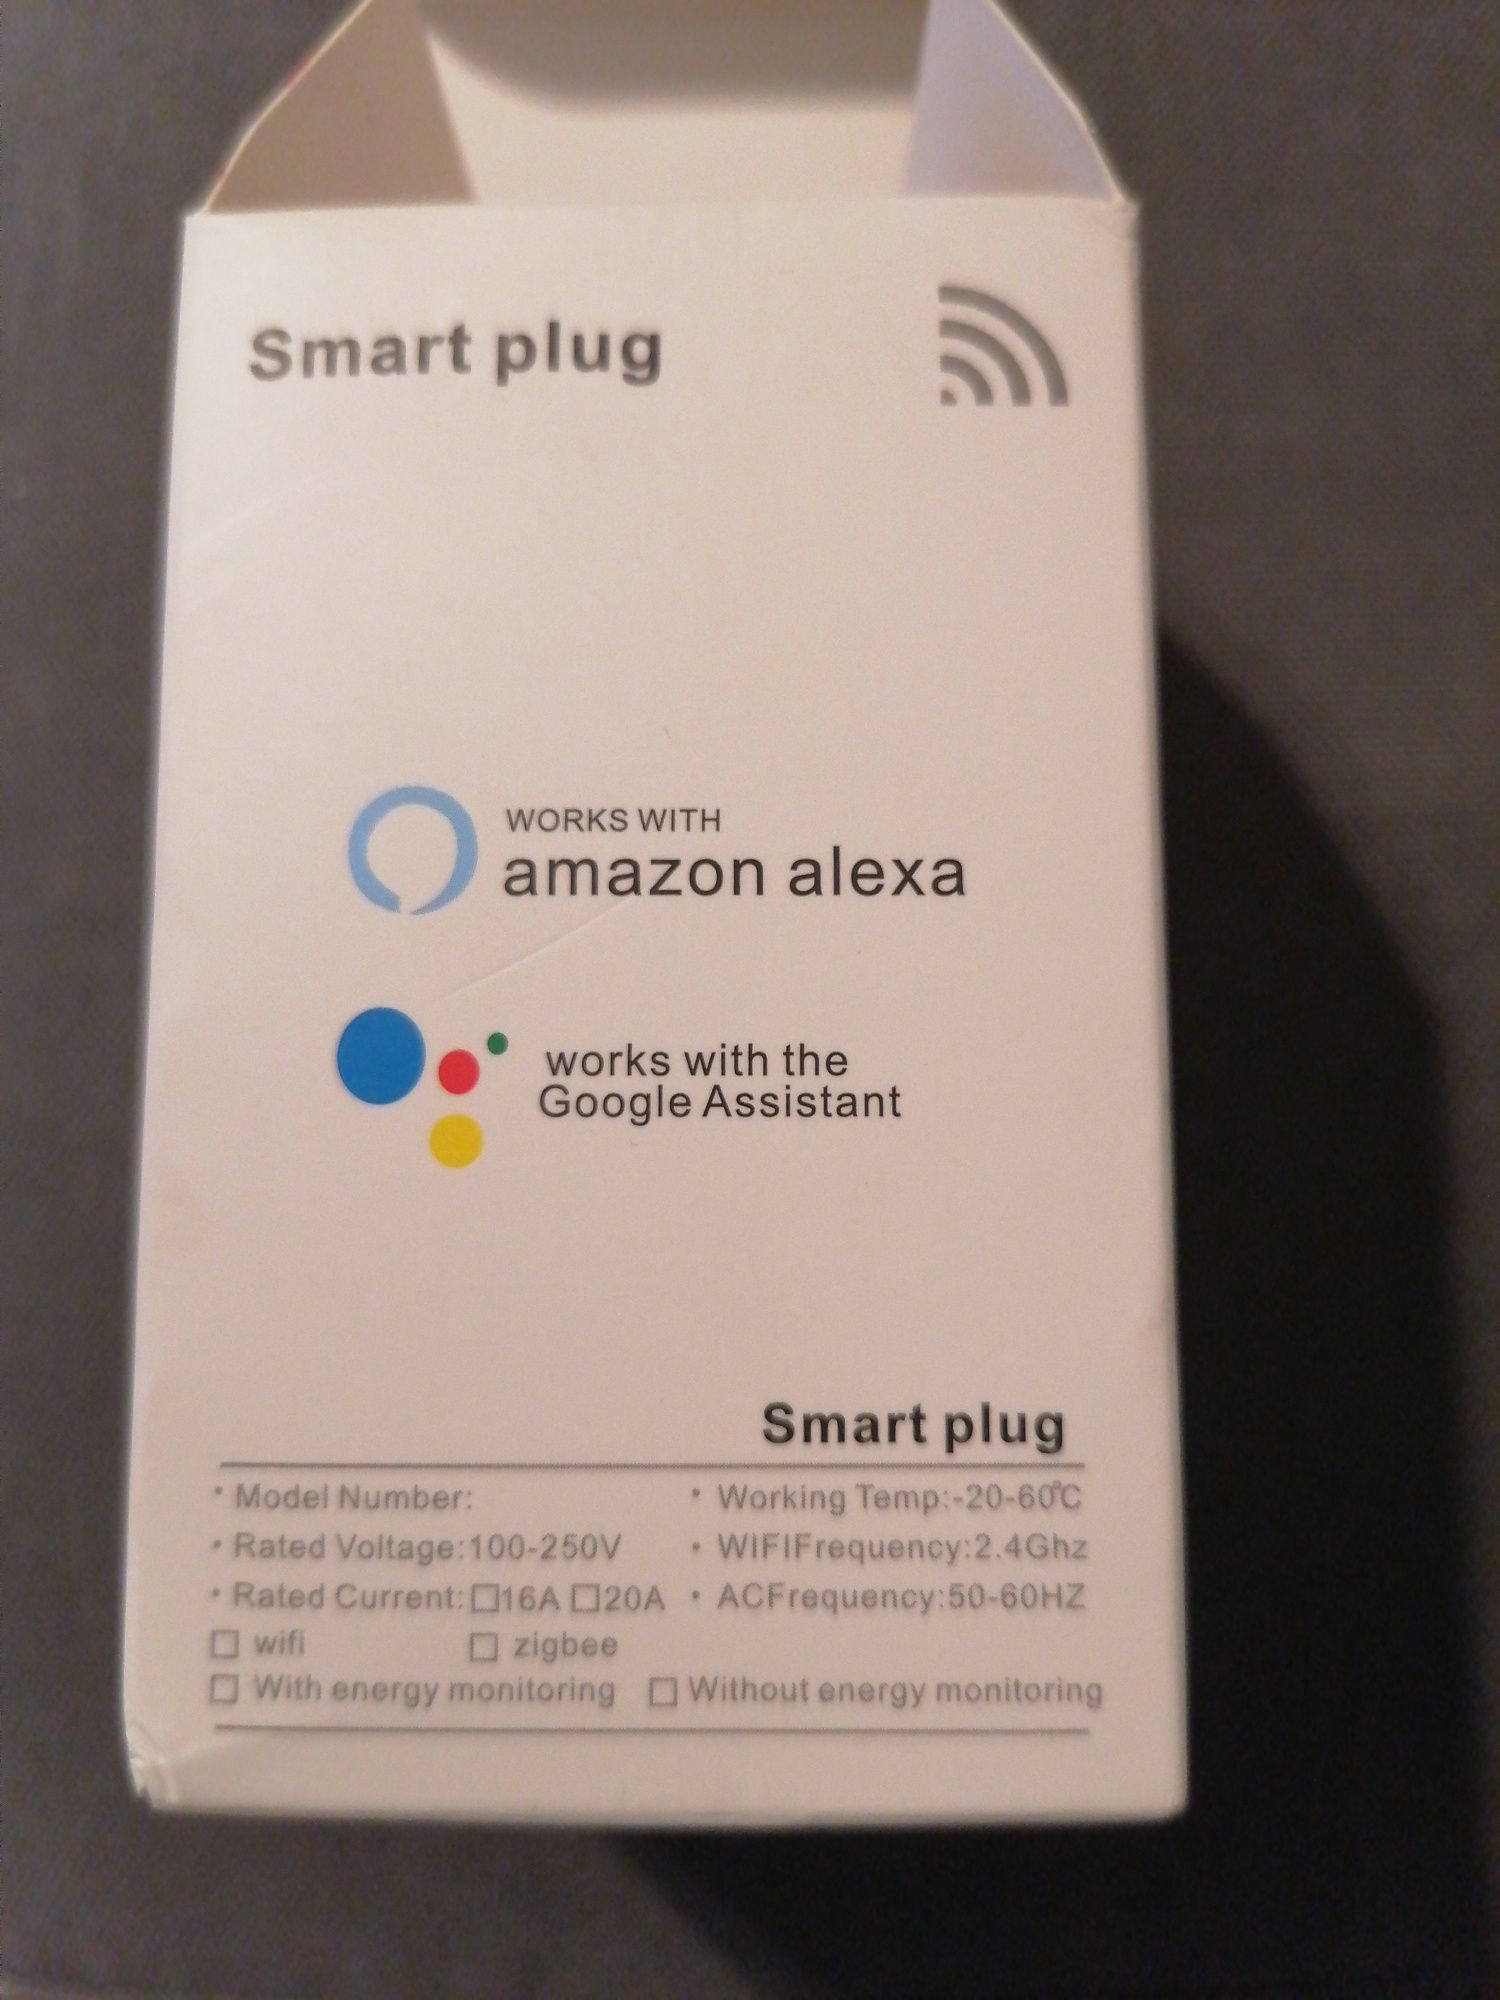 Smart plug
WORKS WITH
amazon alexa
works with the
Google Assistant
Smart plug
• Model Number:
• Working Temp:-20-60℃
• Rated Voltage:100-250V
• WIFIFrequency:2.4Ghz
• Rated Current:☐16A ☐20A
• ACFrequency:50-60HZ
☐ wifi ☐ zigbee
☐ With energy monitoring ☐ Without energy monitoring